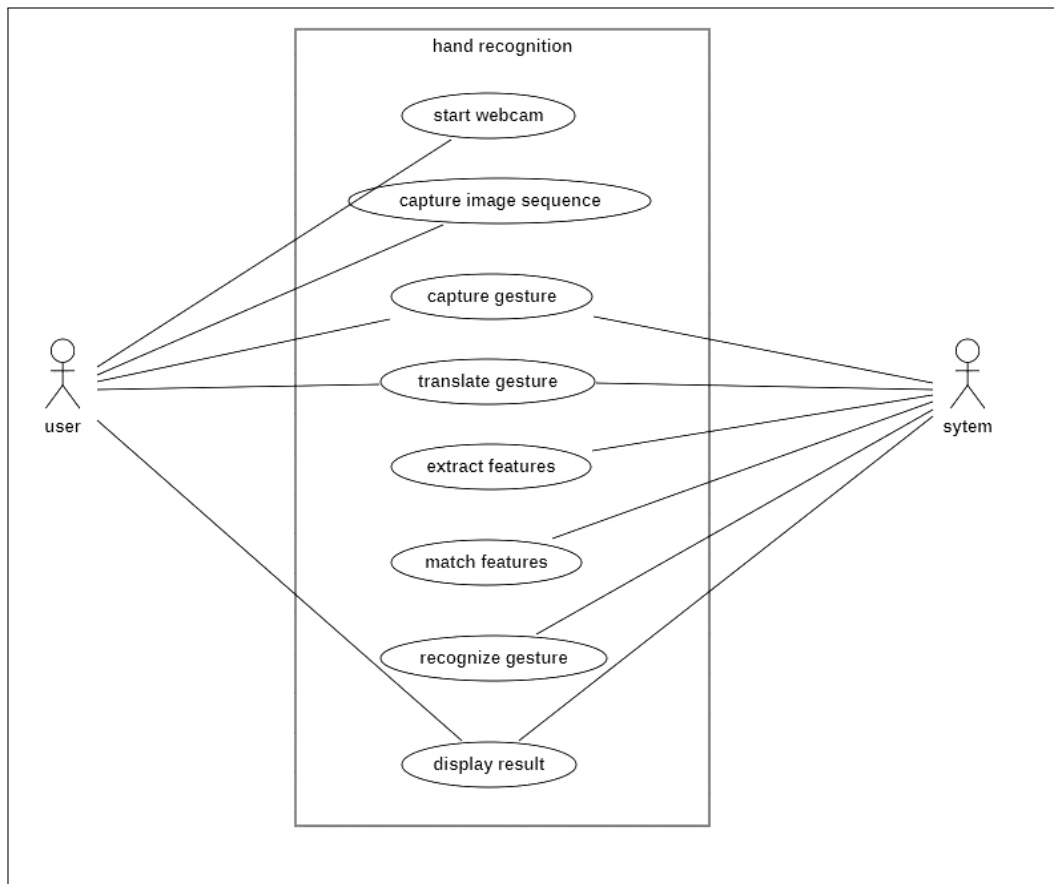 hand recognition
start webcam
capture image sequence
capture gesture
translate gesture
user
sytem
extract features
match features
recognize gesture
display result